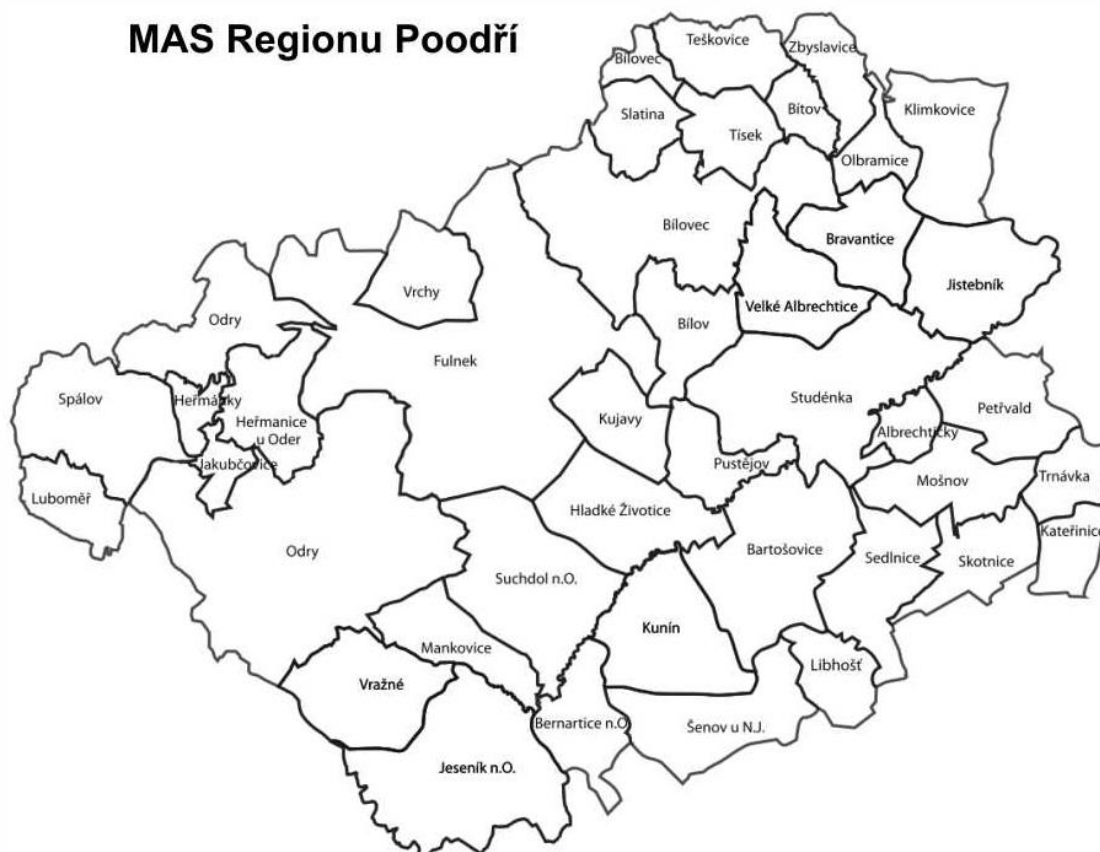 MAS Regionu Poodří
Teškovice
Zbyslavice
Bílovec
Slatina
Tísek
Bítov
Klimkovice
Olbramice
Bílovec
Bravantice
Jistebník
Vrchy
Velké Albrechtice
Odry
Bílov
Fulnek
Spálov
Heřmánky
Heřmanice
u Oder
Kujavy
Studénka
Petřvald
Albrechtičky
Jakubčovice
Pustějov
Mošnov
Trnávka
Luboměř
Hladké Životice
Kateřinice
Odry
Bartošovice
Sedlnice
Skotnice
Suchdol n.O.
Kunín
Mankovice
Libhošť
Vražné
Bernartice n.O
Šenov u N.J.
Jeseník n.O.